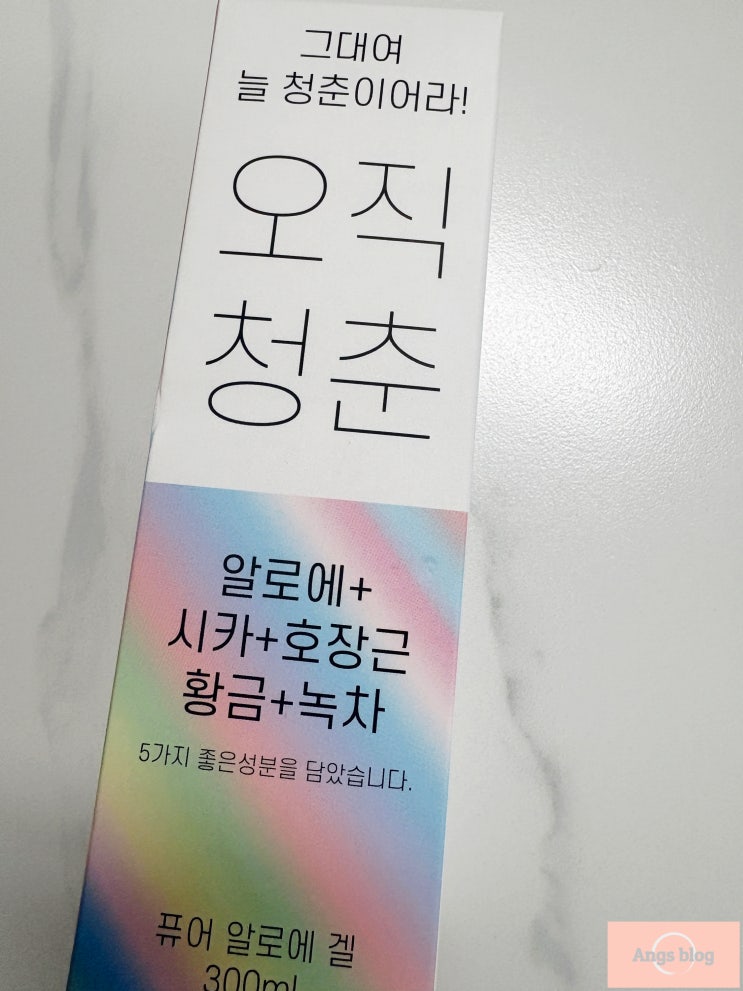 그대여
늘 청춘이어라!
오직
청춘
알로에+
시카+호장근
황금+녹차
5가지 좋은성분을 담았습니다.
퓨어 알로에 겔
300ml
Angs blog